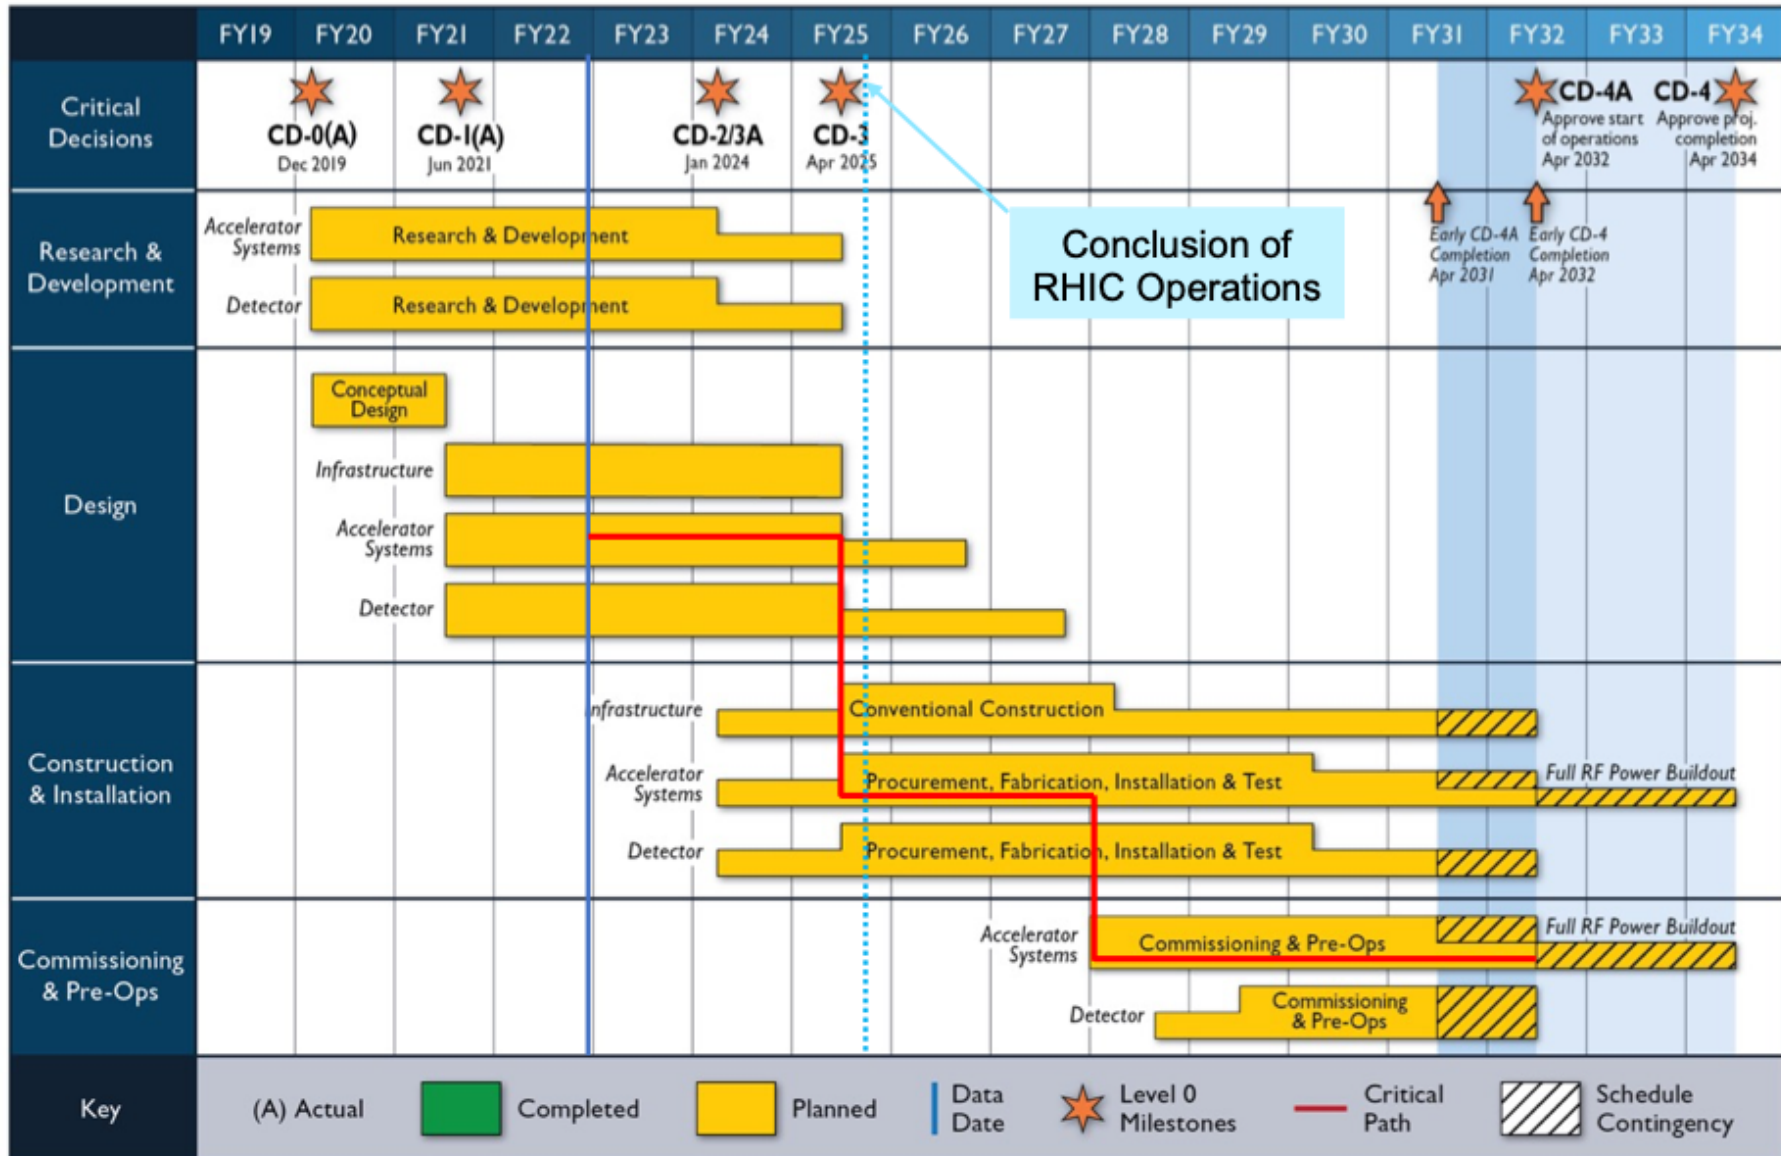 FY19 FY20 FY21 FY22 FY23 FY24 FY25 FY26 FY27 FY28 FY29 FY30 FY31 FY32 FY33 FY34
Critical
Decisions
CD-0(A)
Dec 2019
CD-1(A)
Jun 2021
CD-2/3A
Jan 2024
CD-3
Apr 2025
CD-4A
Approve start
of operations
Apr 2032
CD-4
Approve proj.
completion
Apr 2034
Research &
Development
Accelerator
Systems
Research & Development
Detector
Research & Development
Conclusion of
RHIC Operations
Early CD-4A
Completion
Apr 2031
Early CD-4
Completion
Apr 2032
Design
Conceptual
Design
Infrastructure
Accelerator
Systems
Detector
Construction
& Installation
Infrastructure
Conventional Construction
Accelerator
Systems
Procurement, Fabrication, Installation & Test
Full RF Power Buildout
Detector
Procurement, Fabrication, Installation & Test
Commissioning
& Pre-Ops
Accelerator
Systems
Commissioning & Pre-Ops
Full RF Power Buildout
Detector
Commissioning
& Pre-Ops
Key
(A) Actual
Completed
Planned
Data
Date
Level 0
Milestones
Critical
Path
Schedule
Contingency